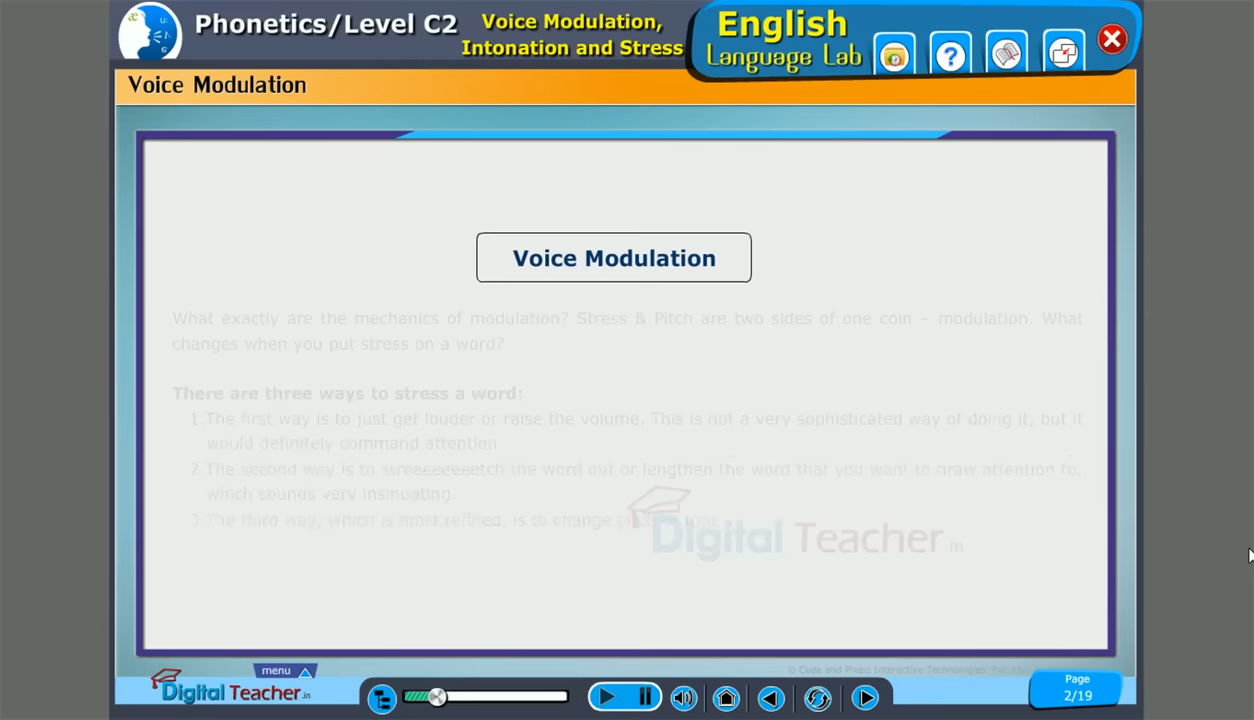 Phonetics/Level C2
Voice Modulation,
Intonation and Stress
English
Language Lab
Voice Modulation
Voice Modulation
What exactly are the mechanics of modulation? Stress & Pitch are two sides of one coin - modulation. What
changes when you put stress on a word?
There are three ways to stress a word:
1 The first way is to just get louder or raise the volume. This is not a very sophisticated way of doing it, but it
would definitely command attention
2. The second way is to streeeeeeetch the word out or lengthen the word that you want to draw attention to,
which sounds very insinuating.
3 The third way, which is most refined, is to change
Digital Teacher.in
menu
© Code and Pixels Interactive Technologies
Digital Teacher.in
Page
2/19